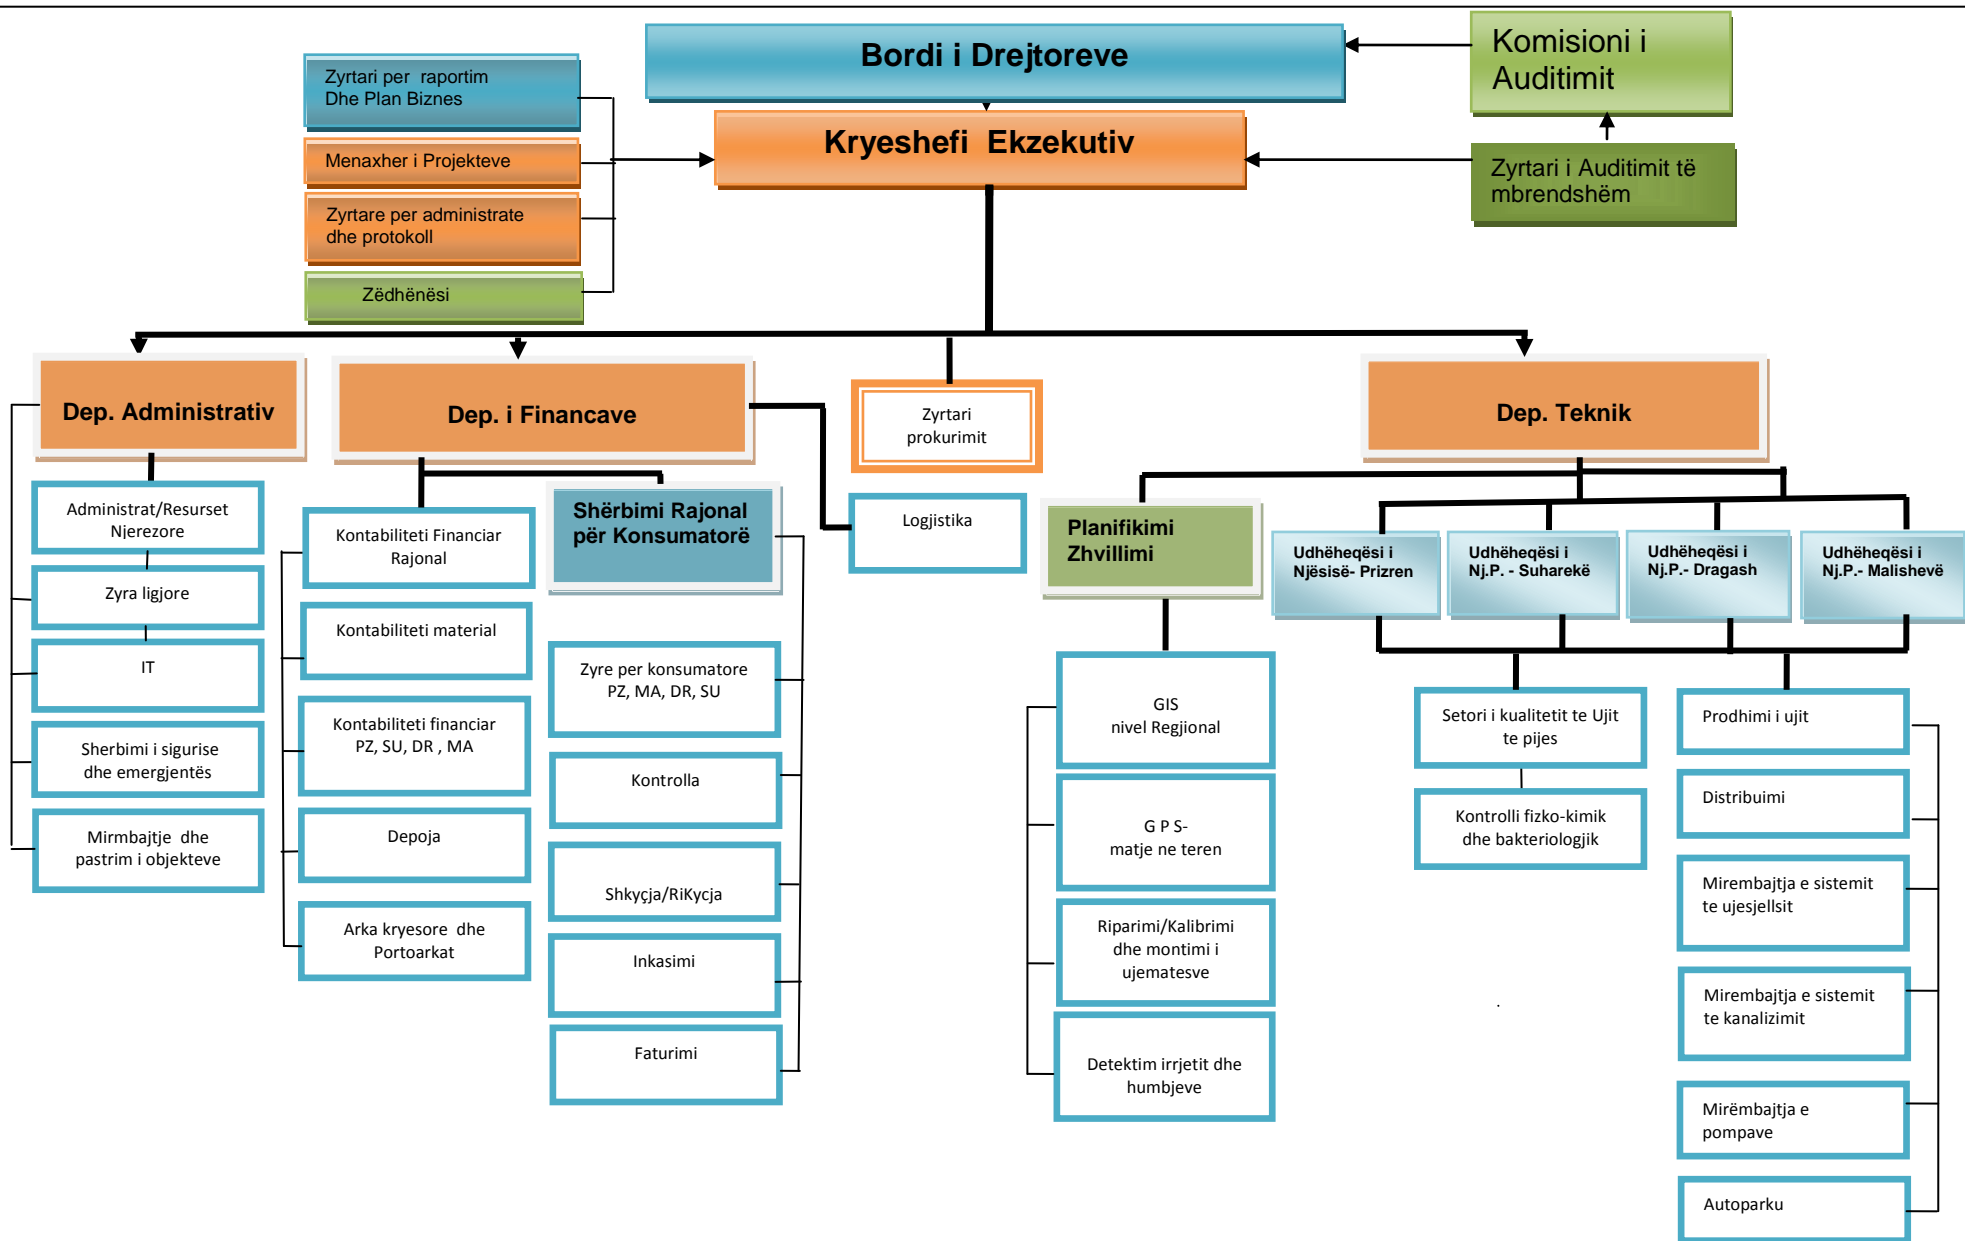 Bordi i Drejtoreve
Komisioni i
Auditimit
Zyrtari per raportim
Dhe Plan Biznes
Kryeshefi Ekzekutiv
Menaxher i Projekteve
Zyrtari i Auditimit të
mbrendshëm
Zyrtare per administrate
dhe protokoll
Zëdhënësi
Dep. Administrativ
Dep. i Financave
Zyrtari
prokurimit
Dep. Teknik
Administrat/Resurset
Njerezore
Zyra ligjore
IT
Sherbimi i sigurise
dhe emergjentës
Mirmbajtje dhe
pastrim i objekteve
Kontabiliteti Financiar
Rajonal
Kontabiliteti material
Kontabiliteti financiar
PZ, SU, DR , MA
Depoja
Arka kryesore dhe
Portoarkat
Shërbimi Rajonal
për Konsumatorë
Zyre per konsumatore
PZ, MA, DR, SU
Kontrolla
Shkyçja/RiKycja
Inkasimi
Faturimi
Logjistika
Planifikimi
Zhvillimi
GIS
nivel Regjional
G P S-
matje ne teren
Riparimi/Kalibrimi
dhe montimi i
ujematesve
Detektim irrjetit dhe
humbjeve
Udhëheqësi i
Njësisë- Prizren
Udhëheqësi i
Nj.P. - Suharekë
Udhëheqësi i
Nj.P.- Dragash
Udhëheqësi i
Nj.P.- Malishevë
Setori i kualitetit te Ujit
te pijes
Kontrolli fizko-kimik
dhe bakteriologjik
.
Prodhimi i ujit
Distribuimi
Mirembajtja e sistemit
te ujesjellsit
Mirembajtja e sistemit
te kanalizimit
Mirëmbajtja e
pompave
Autoparku